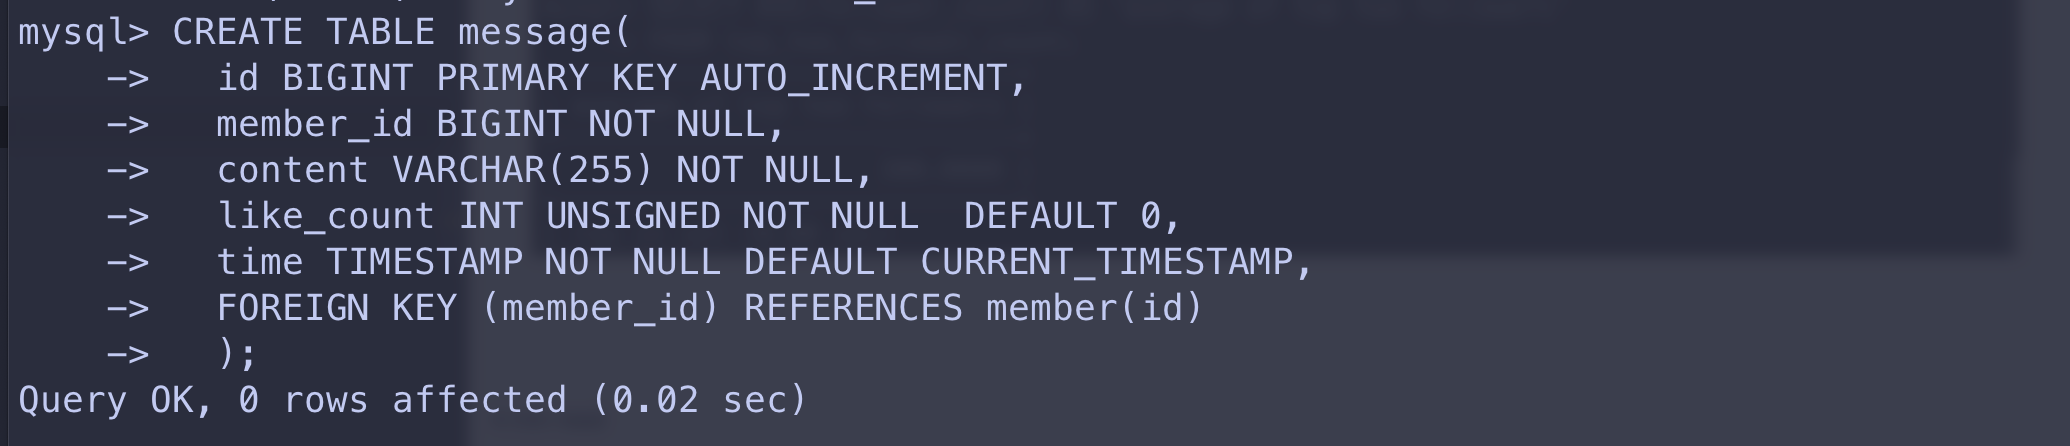 mysql> CREATE TABLE message(
    ->   id BIGINT PRIMARY KEY AUTO_INCREMENT,
    ->   member_id BIGINT NOT NULL,
    ->   content VARCHAR(255) NOT NULL,
    ->   like_count INT UNSIGNED NOT NULL  DEFAULT 0,
    ->   time TIMESTAMP NOT NULL DEFAULT CURRENT_TIMESTAMP,
    ->   FOREIGN KEY (member_id) REFERENCES member(id)
    ->   );
Query OK, 0 rows affected (0.02 sec)